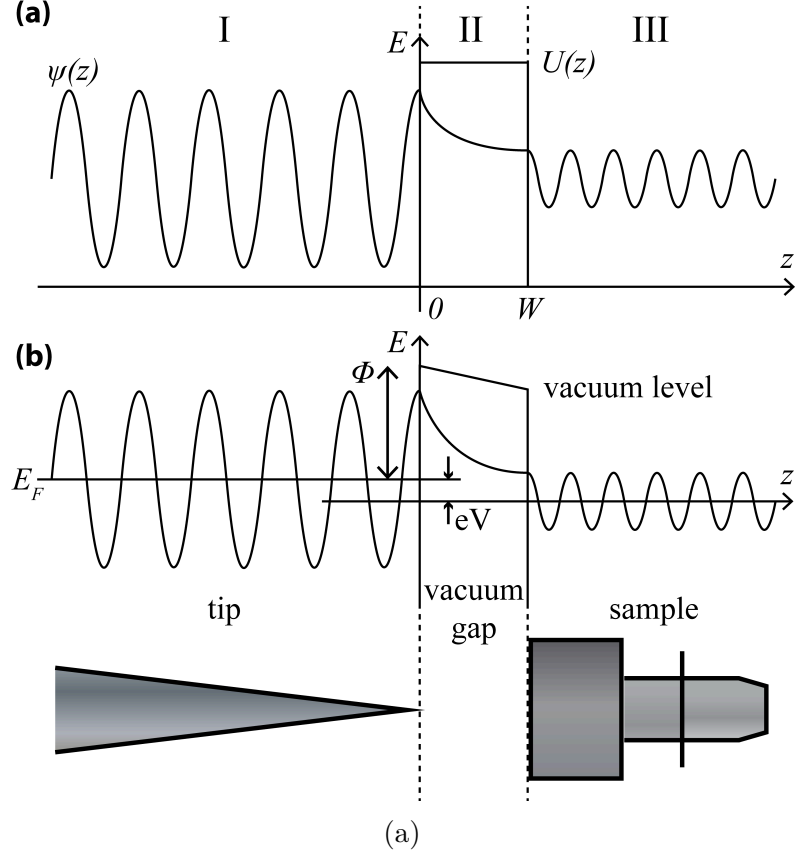 (a)
I
II
III
E
ψ(z)
U(z)
z
0
W
(b)
E
Φ
vacuum level
E_F
z
eV
tip
vacuum
gap
sample
(a)